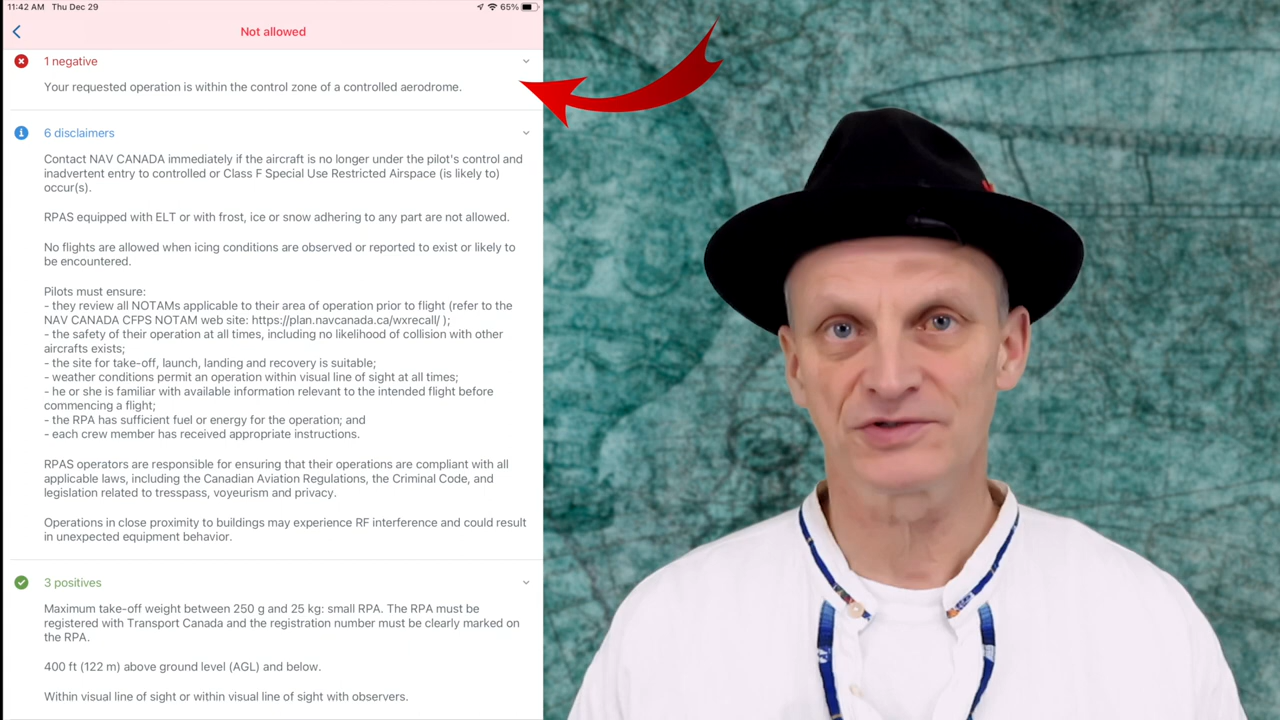 11:42 AM Thu Dec 29
65%
Not allowed
1 negative
Your requested operation is within the control zone of a controlled aerodrome.
6 disclaimers
Contact NAV CANADA immediately if the aircraft is no longer under the pilot's control and
inadvertent entry to controlled or Class F Special Use Restricted Airspace (is likely to)
occur(s).
RPAS equipped with ELT or with frost, ice or snow adhering to any part are not allowed.
No flights are allowed when icing conditions are observed or reported to exist or likely to
be encountered.
Pilots must ensure:
- they review all NOTAMs applicable to their area of operation prior to flight (refer to the
NAV CANADA CFPS NOTAM web site: https://plan.navcanada.ca/wxrecall/ );
- the safety of their operation at all times, including no likelihood of collision with other
aircrafts exists;
- the site for take-off, launch, landing and recovery is suitable;
- weather conditions permit an operation within visual line of sight at all times;
- he or she is familiar with available information relevant to the intended flight before
commencing a flight;
- the RPA has sufficient fuel or energy for the operation; and
- each crew member has received appropriate instructions.
RPAS operators are responsible for ensuring that their operations are compliant with all
applicable laws, including the Canadian Aviation Regulations, the Criminal Code, and
legislation related to tresspass, voyeurism and privacy.
Operations in close proximity to buildings may experience RF interference and could result
in unexpected equipment behavior.
3 positives
Maximum take-off weight between 250 g and 25 kg: small RPA. The RPA must be
registered with Transport Canada and the registration number must be clearly marked on
the RPA.
400 ft (122 m) above ground level (AGL) and below.
Within visual line of sight or within visual line of sight with observers.